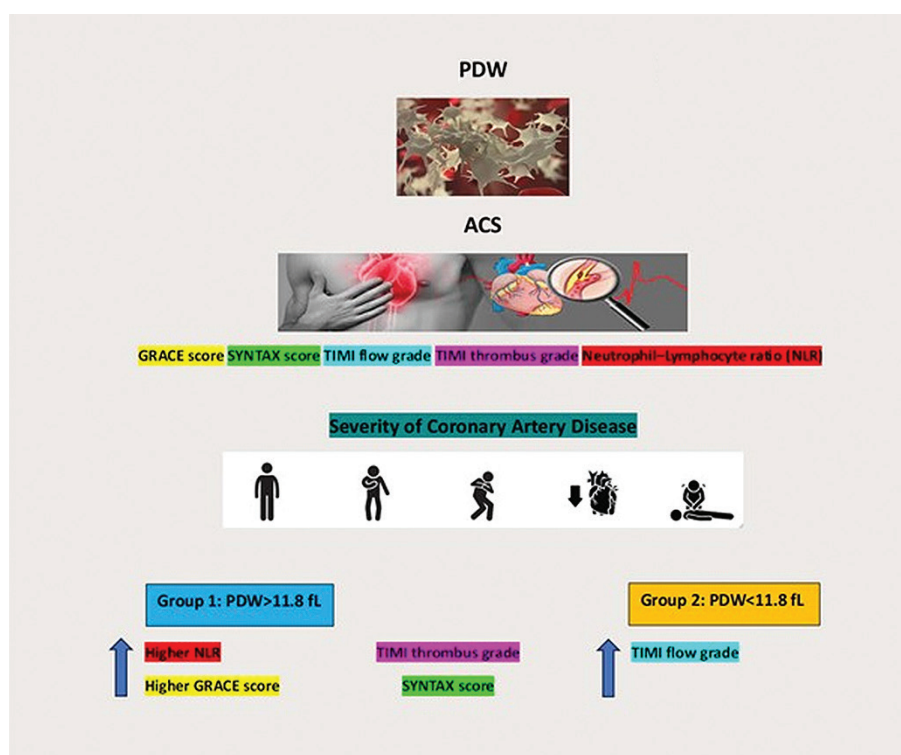 PDW
ACS
GRACE score SYNTAX score TIMI flow grade TIMI thrombus grade Neutrophil–Lymphocyte ratio (NLR)
Severity of Coronary Artery Disease
Group 1: PDW>11.8 fL
Group 2: PDW<11.8 fL
Higher NLR TIMI thrombus grade TIMI flow grade
Higher GRACE score SYNTAX score